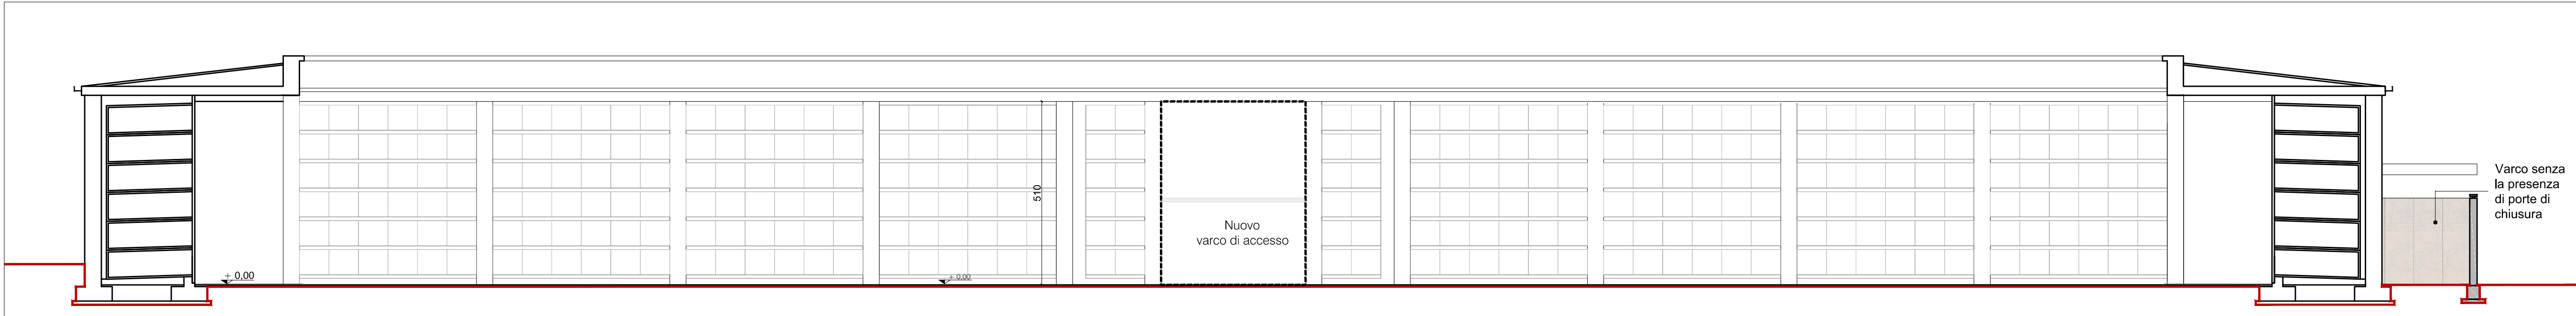 + 0,00
+ 0.00
510
Nuovo
varco di accesso
Varco senza
la presenza
di porte di
chiusura